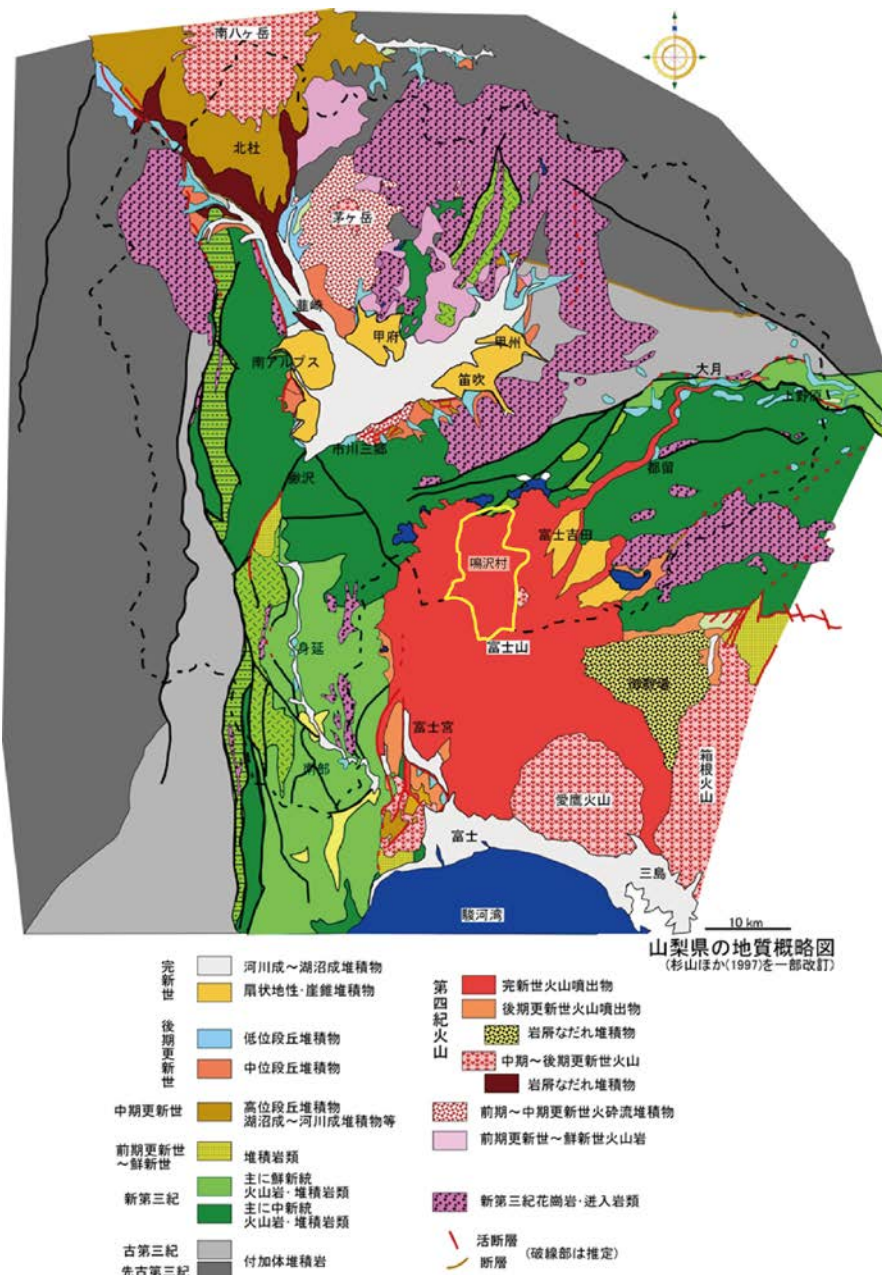 南八ヶ岳
北杜
茅ヶ岳
韮崎
甲府
甲州
南アルプス
笛吹
大月
上野原
市川三郷
鰍沢
都留
富士吉田
鳴沢村
身延
富士山
御殿場
富士宮
南部
箱根火山
愛鷹火山
富士
三島
駿河湾
10 km
山梨県の地質概略図
(杉山ほか(1997)を一部改訂)
完新世
河川成～湖沼成堆積物
扇状地性・崖錐堆積物
後期更新世
低位段丘堆積物
中位段丘堆積物
中期更新世
高位段丘堆積物
湖沼成～河川成堆積物等
前期更新世
～鮮新世
堆積岩類
新第三紀
主に鮮新統
火山岩・堆積岩類
主に中新統
火山岩・堆積岩類
古第三紀
先古第三紀
付加体堆積岩
第四紀火山
完新世火山噴出物
後期更新世火山噴出物
岩屑なだれ堆積物
中期～後期更新世火山
岩屑なだれ堆積物
前期～中期更新世火砕流堆積物
前期更新世～鮮新世火山岩
新第三紀花崗岩・迸入岩類
活断層
断層
(破線部は推定)